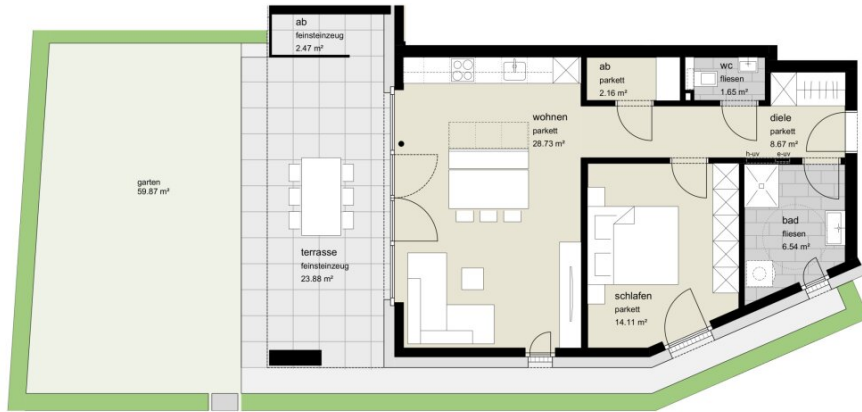 ab
feinsteinzeug
2.47 m²
garten
59.87 m²
terrasse
feinsteinzeug
23.88 m²
wohnen
parkett
28.73 m²
ab
parkett
2.16 m²
wc
fliesen
1.65 m²
diele
parkett
8.67 m²
h-uv
e-uv
schlafen
parkett
14.11 m²
bad
fliesen
6.54 m²